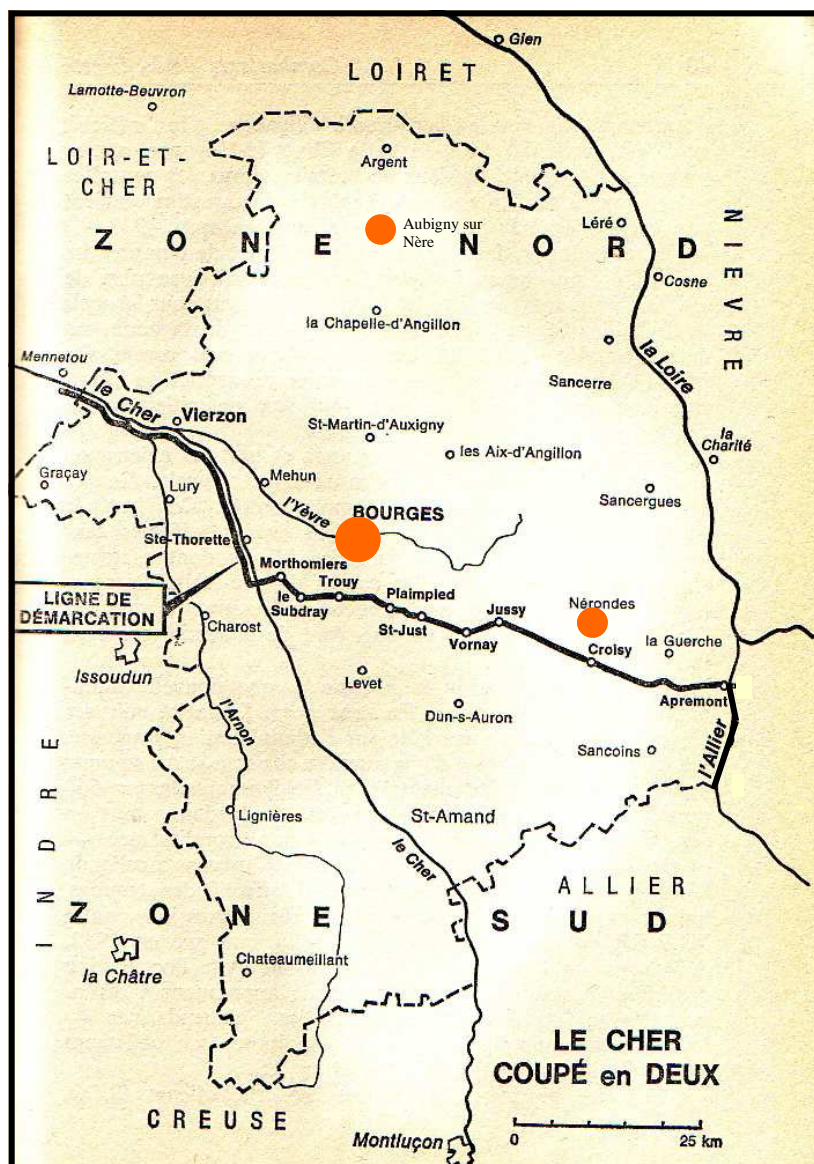 Gien
LOIRET
Lamotte-Beuvron
LOIR-ET-
CHER
Argent
Aubigny sur
Nère
Léré
ZONE NORD
NIEVRE
Cosne
la Chapelle-d'Angillon
la Loire
Sancerre
Mennetou
le Cher
Vierzon
St-Martin-d'Auxigny
les Aix-d'Angillon
la
Charité
Graçay
Mehun
Lury
l'Yèvre
BOURGES
Sancergues
Ste-Thorette
Morthomiers
LIGNE DE
DÉMARCATION
le
Subdray
Trouy
Plaimpled
St-Just
Vornay
Jussy
Nérondes
Croisy
la Guerche
Charost
Issoudun
Levet
Apremont
Dun-s-Auron
l'Arnon
Sancoins
l'Allier
INDRE
Lignières
St-Amand
le Cher
ALLIER
ZONE SUD
la Châtre
Chateaumeillant
LE CHER
COUPÉ en DEUX
CREUSE
Montluçon
0 25 km